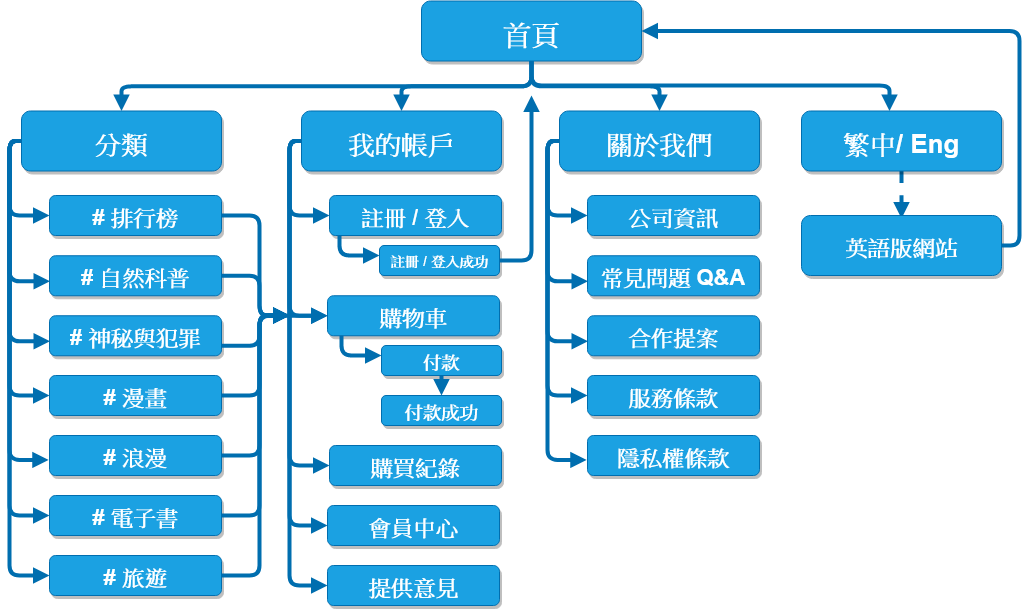 首頁
分類
# 排行榜
# 自然科普
# 神秘與犯罪
# 漫畫
# 浪漫
# 電子書
# 旅遊
我的帳戶
註冊 / 登入
註冊 / 登入成功
購物車
付款
付款成功
購買紀錄
會員中心
提供意見
關於我們
公司資訊
常見問題 Q&A
合作提案
服務條款
隱私權條款
繁中/ Eng
英語版網站